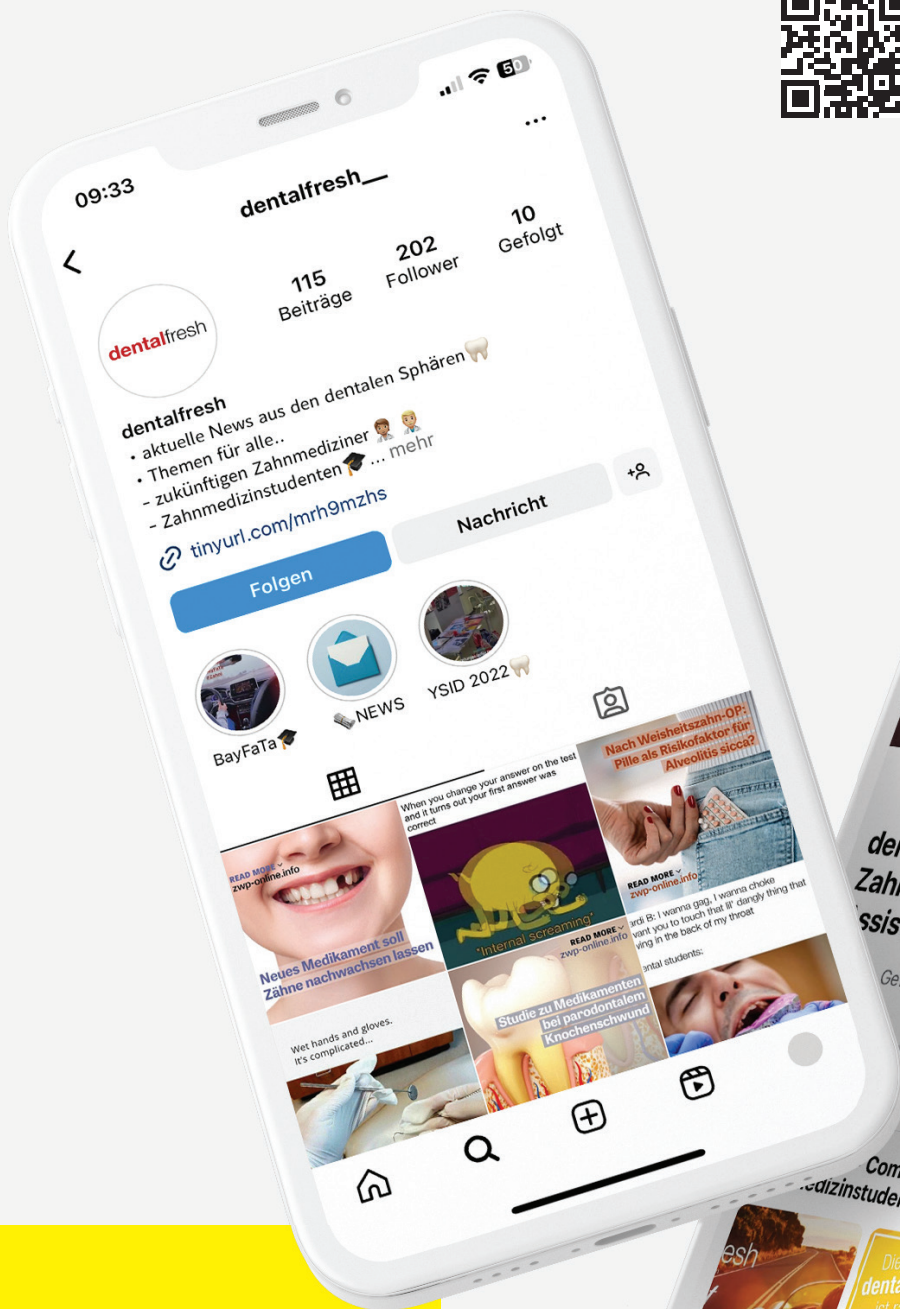 09:33
50
...
dentalfresh__
115
Beiträge
202
Follower
10
Gefolgt
dentalfresh
dentalfresh
• aktuelle News aus den dentalen Sphären🦷
• Themen für alle..
- zukünftigen Zahnmediziner
- Zahnmedizinstudenten🎓 ... mehr
tinyurl.com/mrh9mzhs
Folgen
Nachricht
BayFaTa🎓
🗞️NEWS
YSID 2022🦷
READ MORE
zwp-online.info
Neues Medikament soll
Zähne nachwachsen lassen
When you change your answer on the test
and it turns out your first answer was
correct
*Internal screaming*
Nach Weisheitszahn-OP:
Pille als Risikofaktor für
Alveolitis sicca?
READ MORE
zwp-online.info
Wet hands and gloves.
It's complicated...
READ MORE
zwp-online.info
Studie zu Medikamenten
bei parodontalem
Knochenschwund
B: I wanna gag, I wanna choke
want you to touch that lil' dangly thing that
in the back of my throat
students:
Die